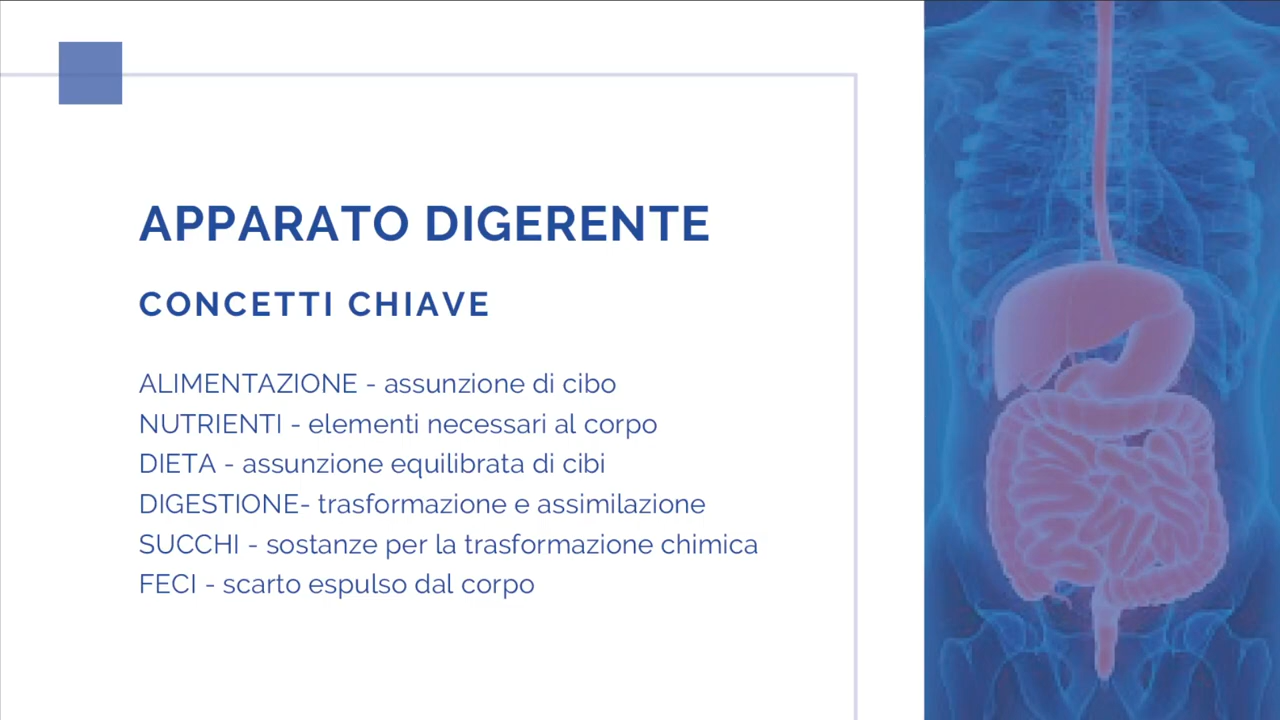 APPARATO DIGERENTE
CONCETTI CHIAVE
ALIMENTAZIONE - assunzione di cibo
NUTRIENTI - elementi necessari al corpo
DIETA - assunzione equilibrata di cibi
DIGESTIONE- trasformazione e assimilazione
SUCCHI - sostanze per la trasformazione chimica
FECI - scarto espulso dal corpo